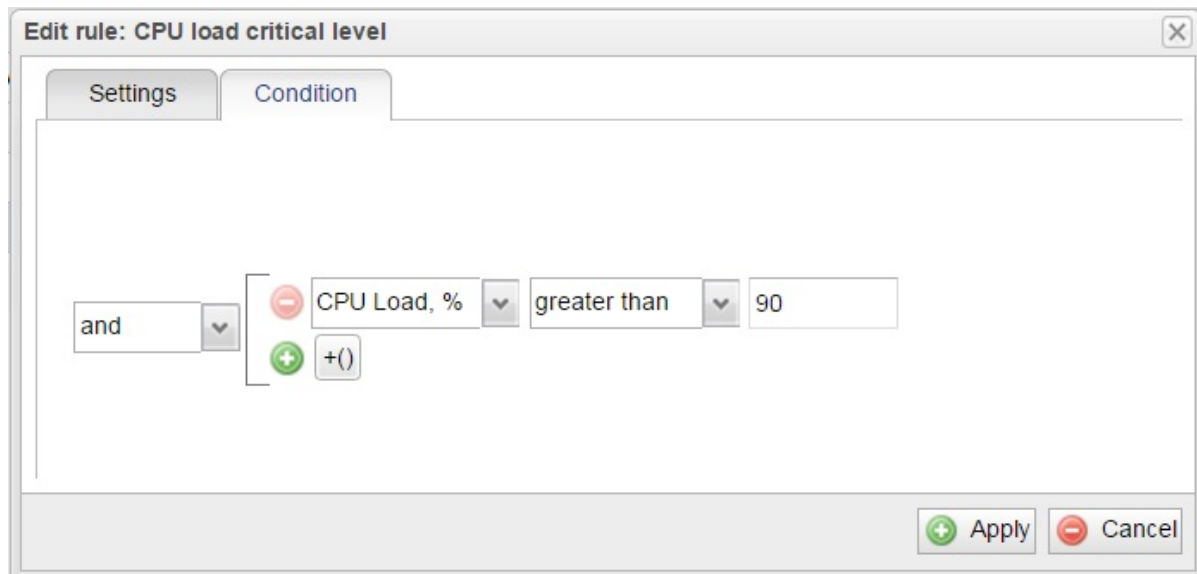 Edit rule: CPU load critical level
Settings Condition
CPU Load, % greater than 90
and
+()
Apply Cancel